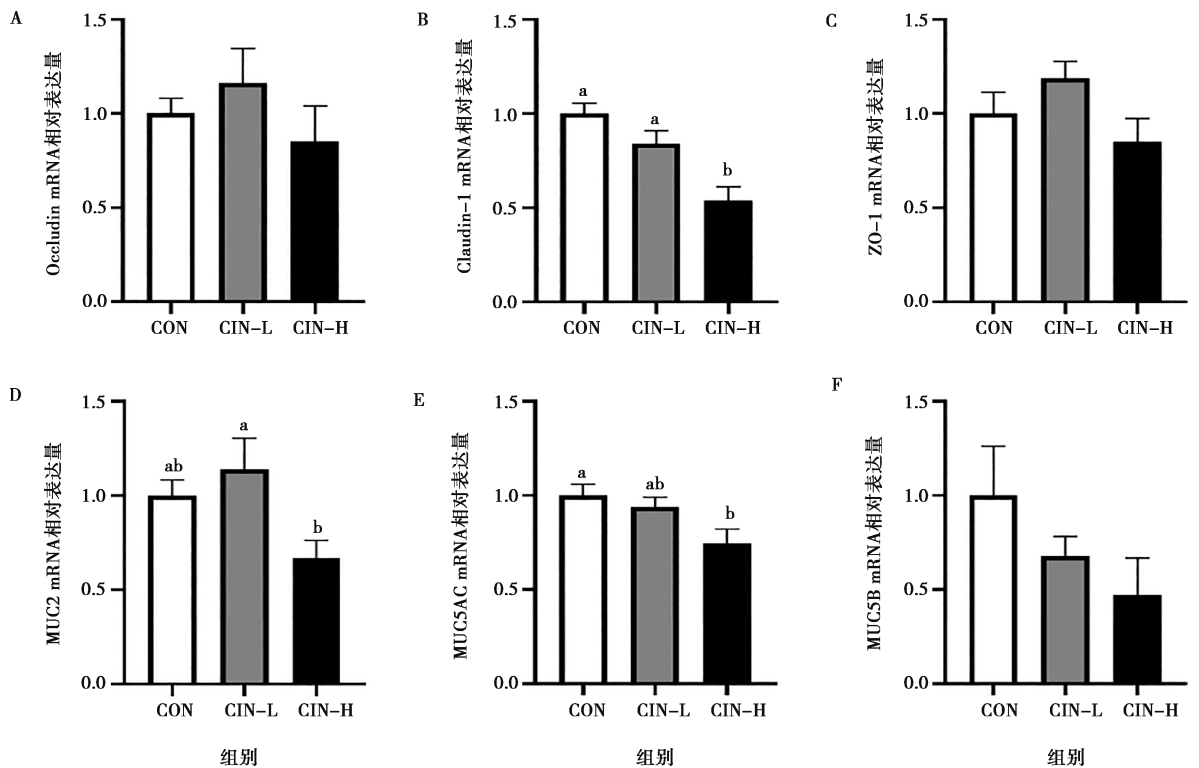 A
Occludin mRNA相对表达量
1.5
1.0
0.5
0.0
CON CIN-L CIN-H
B
Claudin-1 mRNA相对表达量
1.5
1.0
0.5
0.0
a
a
b
CON CIN-L CIN-H
C
ZO-1 mRNA相对表达量
1.5
1.0
0.5
0.0
CON CIN-L CIN-H
D
MUC2 mRNA相对表达量
1.5
1.0
0.5
0.0
ab
a
b
CON CIN-L CIN-H
组别
E
MUC5AC mRNA相对表达量
1.5
1.0
0.5
0.0
a
ab
b
CON CIN-L CIN-H
组别
F
MUC5B mRNA相对表达量
1.5
1.0
0.5
0.0
CON CIN-L CIN-H
组别